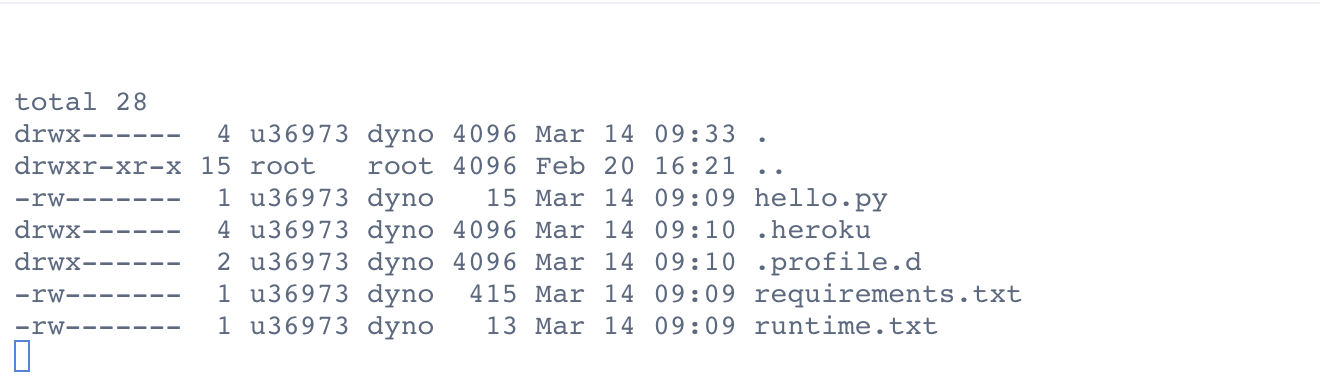 total 28
drwx------  4 u36973 dyno 4096 Mar 14 09:33 .
drwxr-xr-x 15 root   root 4096 Feb 20 16:21 ..
-rw-------  1 u36973 dyno   15 Mar 14 09:09 hello.py
drwx------  4 u36973 dyno 4096 Mar 14 09:10 .heroku
drwx------  2 u36973 dyno 4096 Mar 14 09:10 .profile.d
-rw-------  1 u36973 dyno  415 Mar 14 09:09 requirements.txt
-rw-------  1 u36973 dyno   13 Mar 14 09:09 runtime.txt